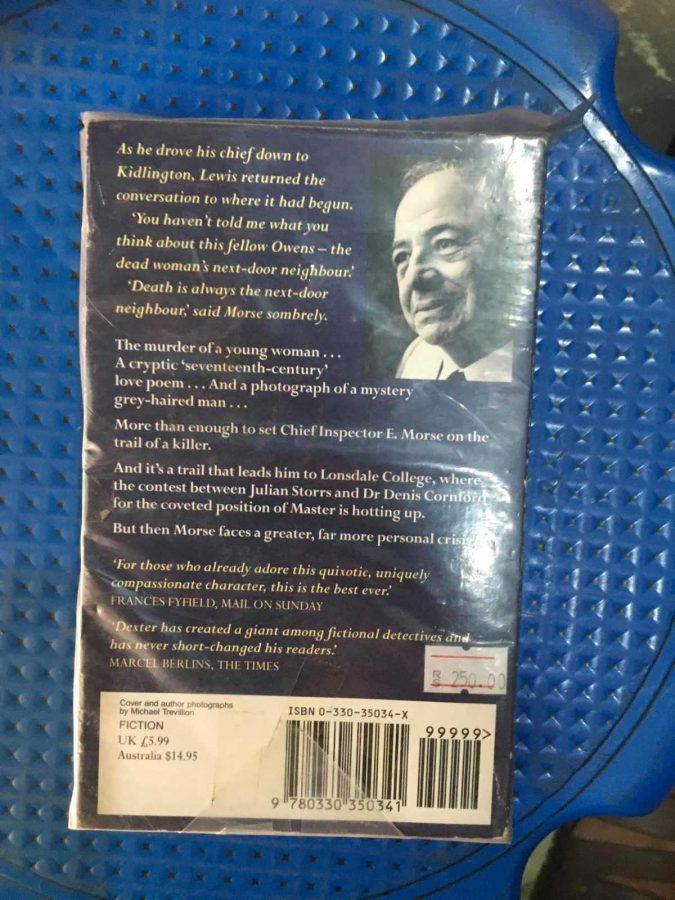 As he drove his chief down to
Kidlington, Lewis returned the
conversation to where it had begun.
'You haven't told me what you
think about this fellow Owens – the
dead woman's next-door neighbour.'
'Death is always the next-door
neighbour,' said Morse sombrely.
The murder of a young woman . . .
A cryptic 'seventeenth-century'
love poem . . . And a photograph of a mystery
grey-haired man . . .
More than enough to set Chief Inspector E. Morse on the
trail of a killer.
And it's a trail that leads him to Lonsdale College, where
the contest between Julian Storrs and Dr Denis Cornford
for the coveted position of Master is hotting up.
But then Morse faces a greater, far more personal crisis
'For those who already adore this quixotic, uniquely
compassionate character, this is the best ever.'
FRANCES FYFIELD, MAIL ON SUNDAY
'Dexter has created a giant among fictional detectives and
has never short-changed his readers.'
MARCEL BERLINS, THE TIMES
RS 250.00
Cover and author photographs
by Michael Trevillion
FICTION
UK £5.99
Australia $14.95
ISBN 0-330-35034-X
99999>
9 780330 350341